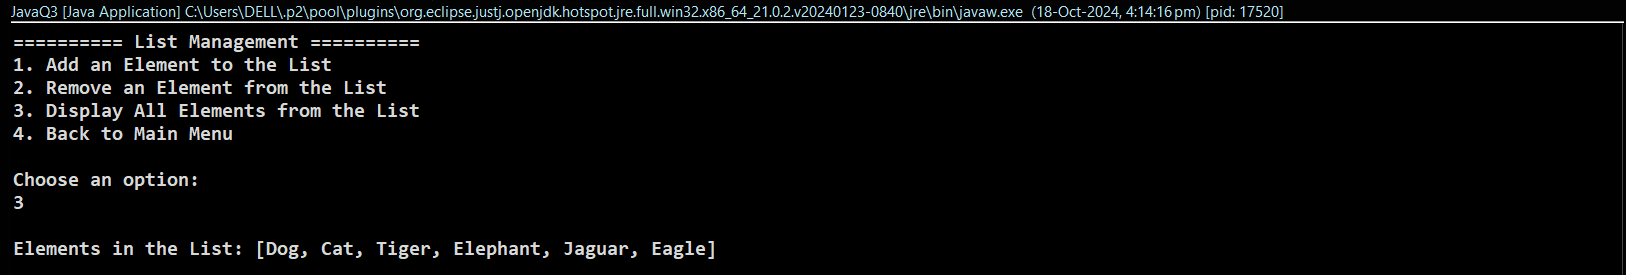 JavaQ3 [Java Application] C:\Users\DELL\.p2\pool\plugins\org.eclipse.justj.openjdk.hotspot.jre.full.win32.x86_64_21.0.2.v20240123-0840\jre\bin\javaw.exe (18-Oct-2024, 4:14:16 pm) [pid: 17520]
========== List Management ==========
1. Add an Element to the List
2. Remove an Element from the List
3. Display All Elements from the List
4. Back to Main Menu
Choose an option:
3
Elements in the List: [Dog, Cat, Tiger, Elephant, Jaguar, Eagle]